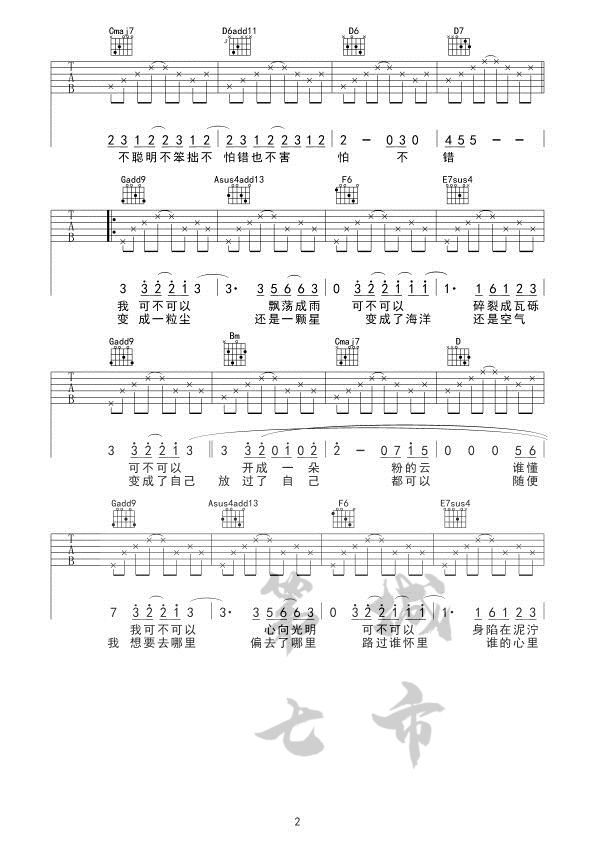 Cmaj7 D6add11 D6 D7
T A B
2 3 1 2 2 3 1 2 2 3 1 2 2 3 1 2 2 - 0 3 0 4 5 5 -
不聪明不笨拙不 怕错也不害 怕 不 错
Gadd9 Asus4add13 F6 E7sus4
T A B
3 3 2 2 1 3 3· 3 5 6 6 3 0 3 2 2 1 1 1 1· 1 6 1 2 3
我 可不可以 飘荡成雨 可不可以 碎裂成瓦砾
变 成一粒尘 还是一颗星 变成了海洋 还是空气
Gadd9 Bm Cmaj7 D
T A B
3 3 2 2 1 3 3 3 2 0 1 0 2 2 - 0 7 1 5 0 0 0 5 6
可不可以 开成 一 朵 粉的云 谁懂
变成了自己 放 过了 自 己 都可以 随便
Gadd9 Asus4add13 F6 E7sus4
T A B
7 3 2 2 1 3 3· 3 5 6 6 3 0 3 2 2 1 1 1 1· 1 6 1 2 3
我可不可以 心向光明 可不可以 身陷在泥泞
我 想要去哪里 偏去了哪里 路过谁怀里 谁的心里
第 城
七 市
2